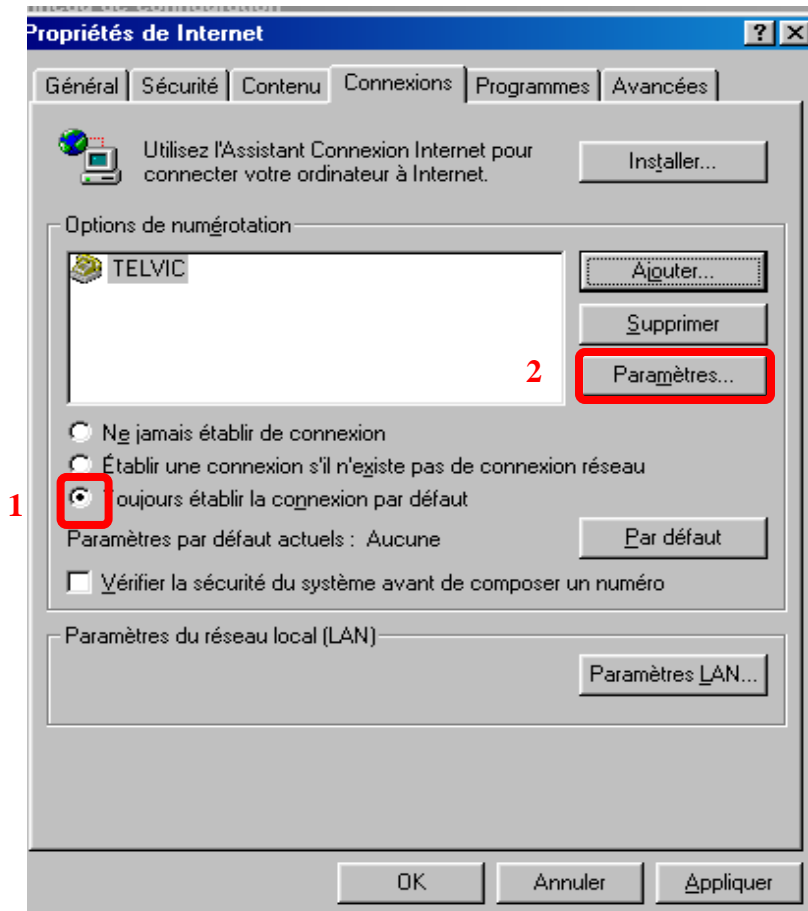 Propriétés de Internet
Général Sécurité Contenu Connexions Programmes Avancées
Utilisez l'Assistant Connexion Internet pour
connecter votre ordinateur à Internet.
Installer...
Options de numérotation
TELVIC
Ajouter...
Supprimer
2
Paramètres...
Ne jamais établir de connexion
Établir une connexion s'il n'existe pas de connexion réseau
1
oujours établir la connexion par défaut
Paramètres par défaut actuels : Aucune
Par défaut
Vérifier la sécurité du système avant de composer un numéro
Paramètres du réseau local (LAN)
Paramètres LAN...
OK Annuler Appliquer